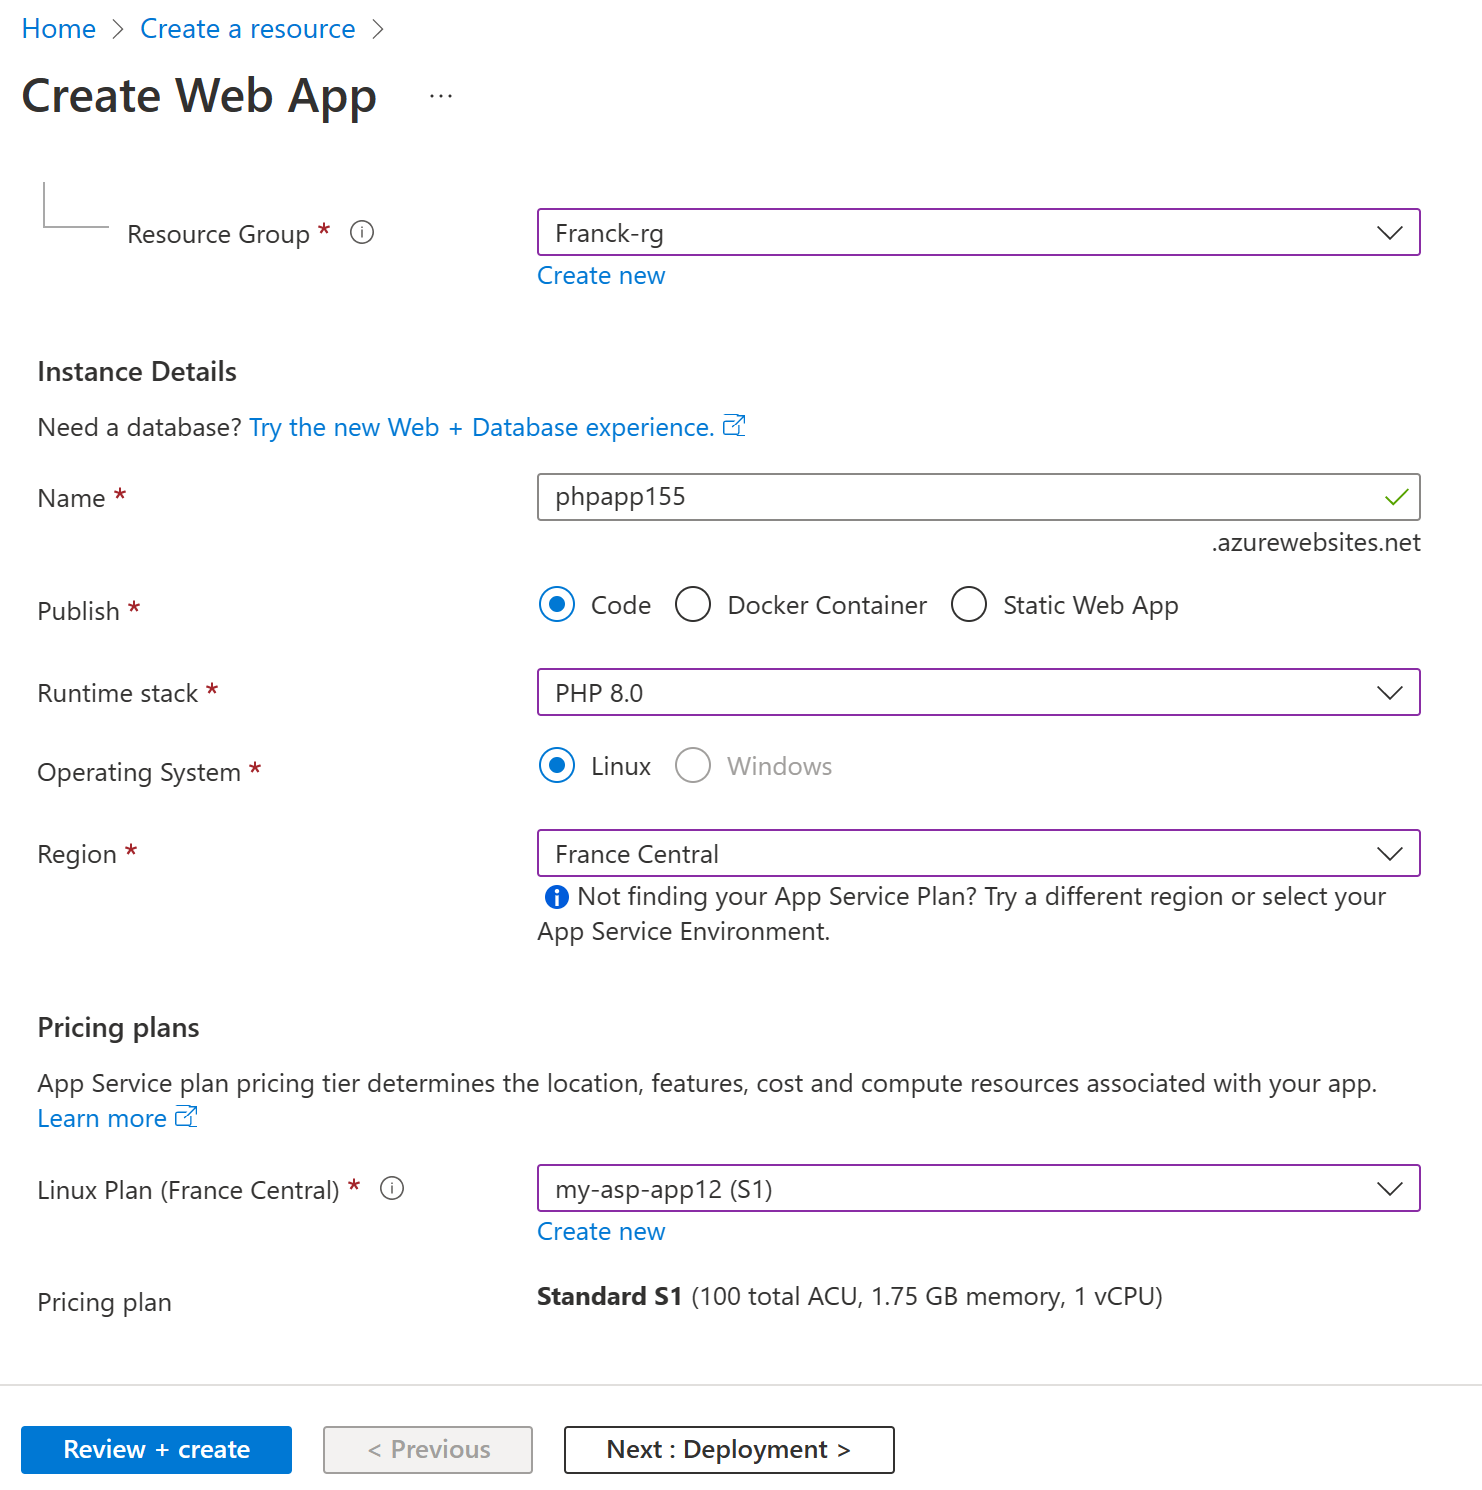 Home > Create a resource >
Create Web App ...
Resource Group *
Franck-rg
Create new
Instance Details
Need a database? Try the new Web + Database experience.
Name *
phpapp155
.azurewebsites.net
Publish *
Code Docker Container Static Web App
Runtime stack *
PHP 8.0
Operating System *
Linux Windows
Region *
France Central
Not finding your App Service Plan? Try a different region or select your
App Service Environment.
Pricing plans
App Service plan pricing tier determines the location, features, cost and compute resources associated with your app.
Learn more
Linux Plan (France Central) *
my-asp-app12 (S1)
Create new
Pricing plan
Standard S1 (100 total ACU, 1.75 GB memory, 1 vCPU)
Review + create < Previous Next : Deployment >